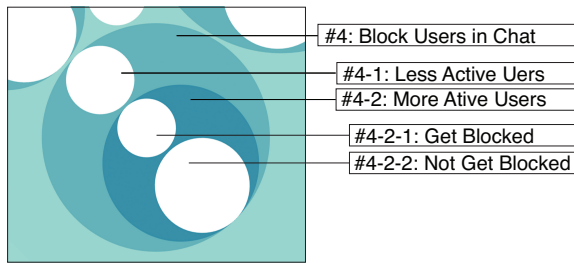 #4: Block Users in Chat
#4-1: Less Active Uers
#4-2: More Ative Users
#4-2-1: Get Blocked
#4-2-2: Not Get Blocked